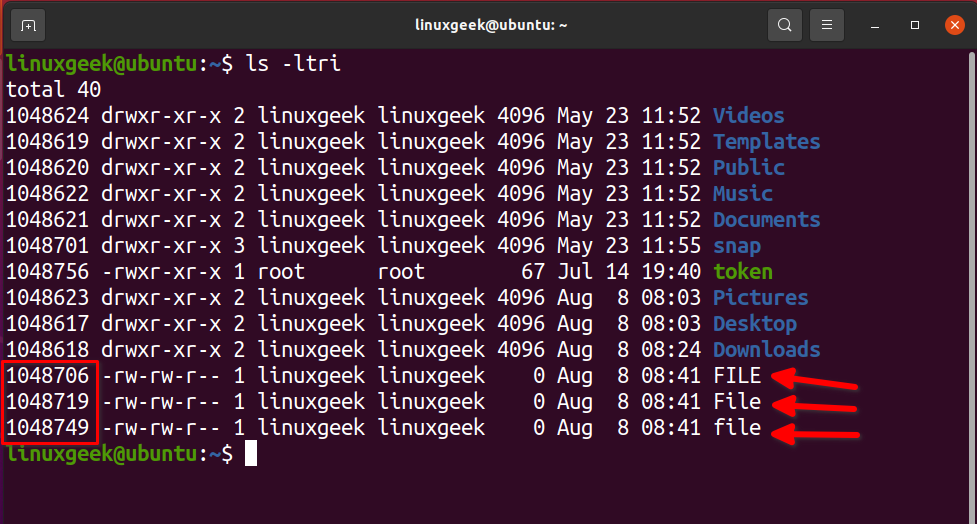 linuxgeek@ubuntu: ~
linuxgeek@ubuntu:~$ ls -ltri
total 40
1048624 drwxr-xr-x 2 linuxgeek linuxgeek 4096 May 23 11:52 Videos
1048619 drwxr-xr-x 2 linuxgeek linuxgeek 4096 May 23 11:52 Templates
1048620 drwxr-xr-x 2 linuxgeek linuxgeek 4096 May 23 11:52 Public
1048622 drwxr-xr-x 2 linuxgeek linuxgeek 4096 May 23 11:52 Music
1048621 drwxr-xr-x 2 linuxgeek linuxgeek 4096 May 23 11:52 Documents
1048701 drwxr-xr-x 3 linuxgeek linuxgeek 4096 May 23 11:55 snap
1048756 -rwxr-xr-x 1 root      root        67 Jul 14 19:40 token
1048623 drwxr-xr-x 2 linuxgeek linuxgeek 4096 Aug  8 08:03 Pictures
1048617 drwxr-xr-x 2 linuxgeek linuxgeek 4096 Aug  8 08:03 Desktop
1048618 drwxr-xr-x 2 linuxgeek linuxgeek 4096 Aug  8 08:24 Downloads
1048706 -rw-rw-r-- 1 linuxgeek linuxgeek    0 Aug  8 08:41 FILE
1048719 -rw-rw-r-- 1 linuxgeek linuxgeek    0 Aug  8 08:41 File
1048749 -rw-rw-r-- 1 linuxgeek linuxgeek    0 Aug  8 08:41 file
linuxgeek@ubuntu:~$